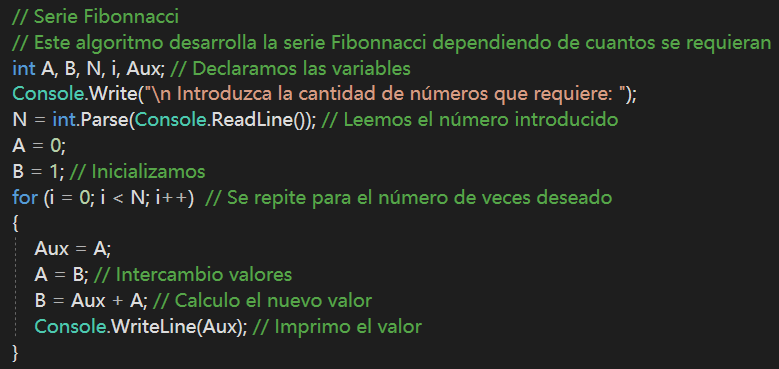 // Serie Fibonnacci
// Este algoritmo desarrolla la serie Fibonnacci dependiendo de cuantos se requieran
int A, B, N, i, Aux; // Declaramos las variables
Console.Write("\n Introduzca la cantidad de números que requiere: ");
N = int.Parse(Console.ReadLine()); // Leemos el número introducido
A = 0;
B = 1; // Inicializamos
for (i = 0; i < N; i++)  // Se repite para el número de veces deseado
{
    Aux = A;
    A = B; // Intercambio valores
    B = Aux + A; // Calculo el nuevo valor
    Console.WriteLine(Aux); // Imprimo el valor
}